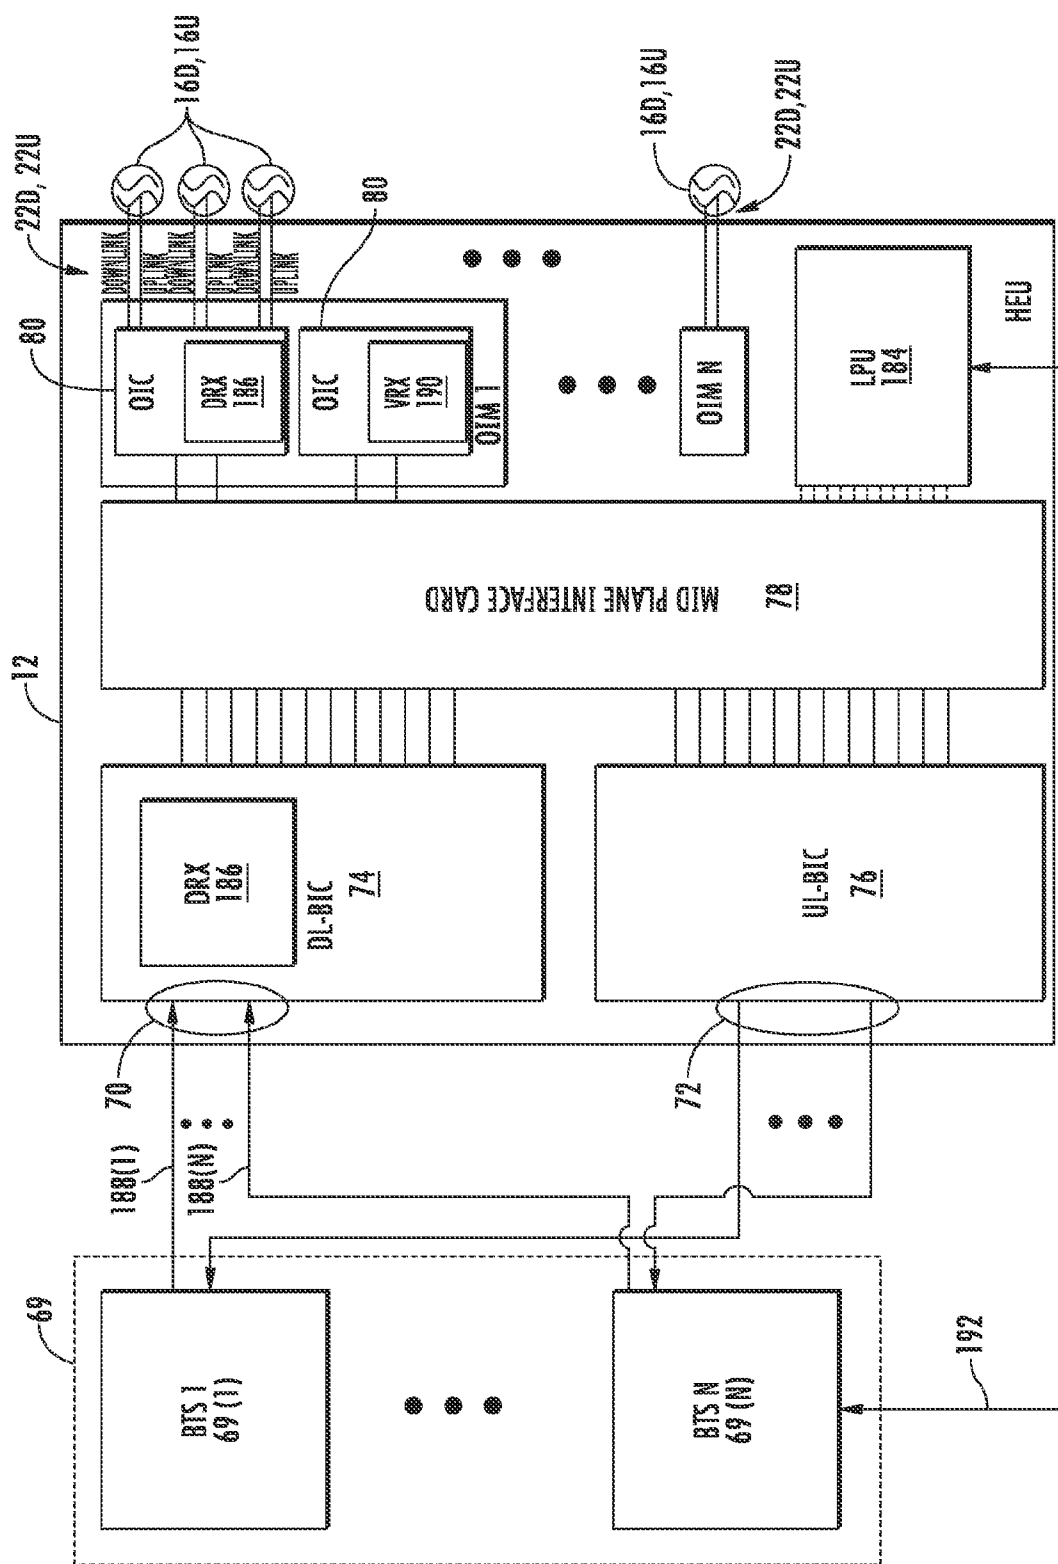 69
BTS 1
69 (1)
BTS N
69 (N)
192
188(1)
188(N)
70
72
12
DRX
186
DL-BIC
74
UL-BIC
76
MID PLANE INTERFACE CARD
78
80
OIC
DRX
186
OIC
VRX
190
OIM 1
80
OIM N
LPU
184
HEU
22D, 22U
DOWNLINK
UPLINK
DOWNLINK
UPLINK
DOWNLINK
UPLINK
16D, 16U
16D, 16U
22D, 22U